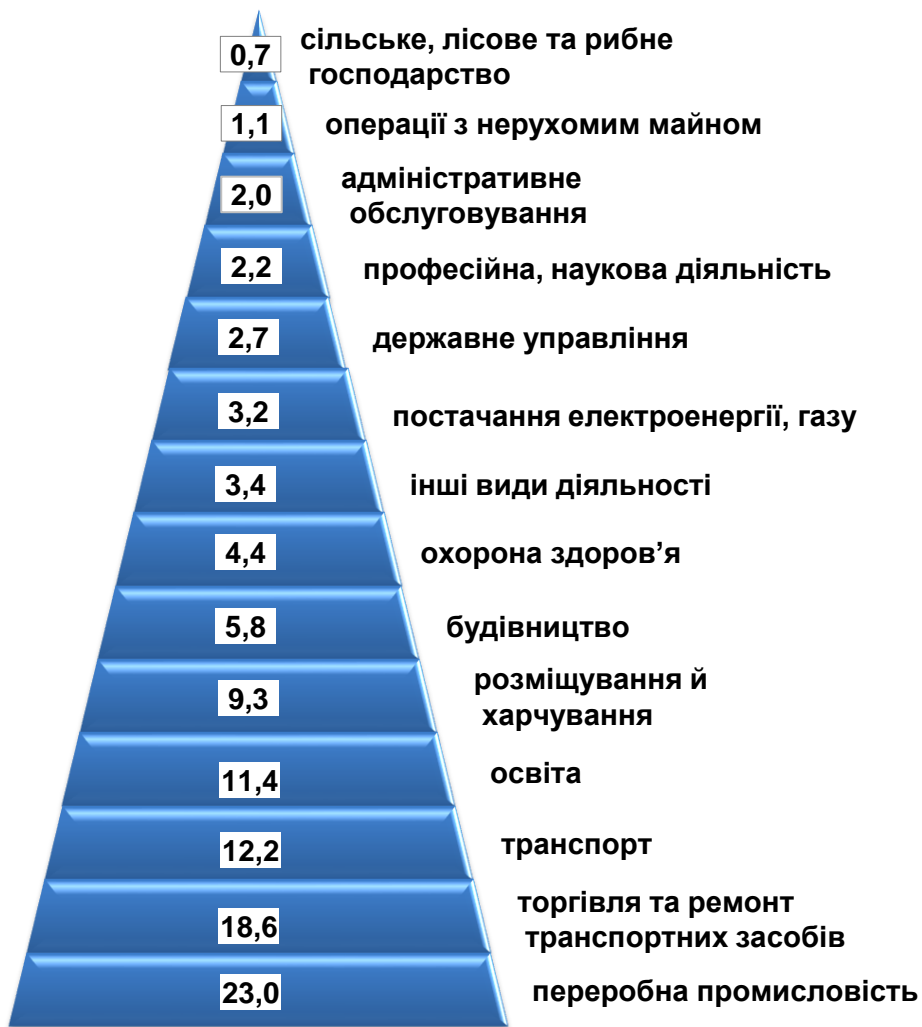 0,7
сільське, лісове та рибне
господарство
1,1
операції з нерухомим майном
2,0
адміністративне
обслуговування
2,2
професійна, наукова діяльність
2,7
державне управління
3,2
постачання електроенергії, газу
3,4
інші види діяльності
4,4
охорона здоров’я
5,8
будівництво
9,3
розміщування й
харчування
11,4
освіта
12,2
транспорт
18,6
торгівля та ремонт
транспортних засобів
23,0
переробна промисловість